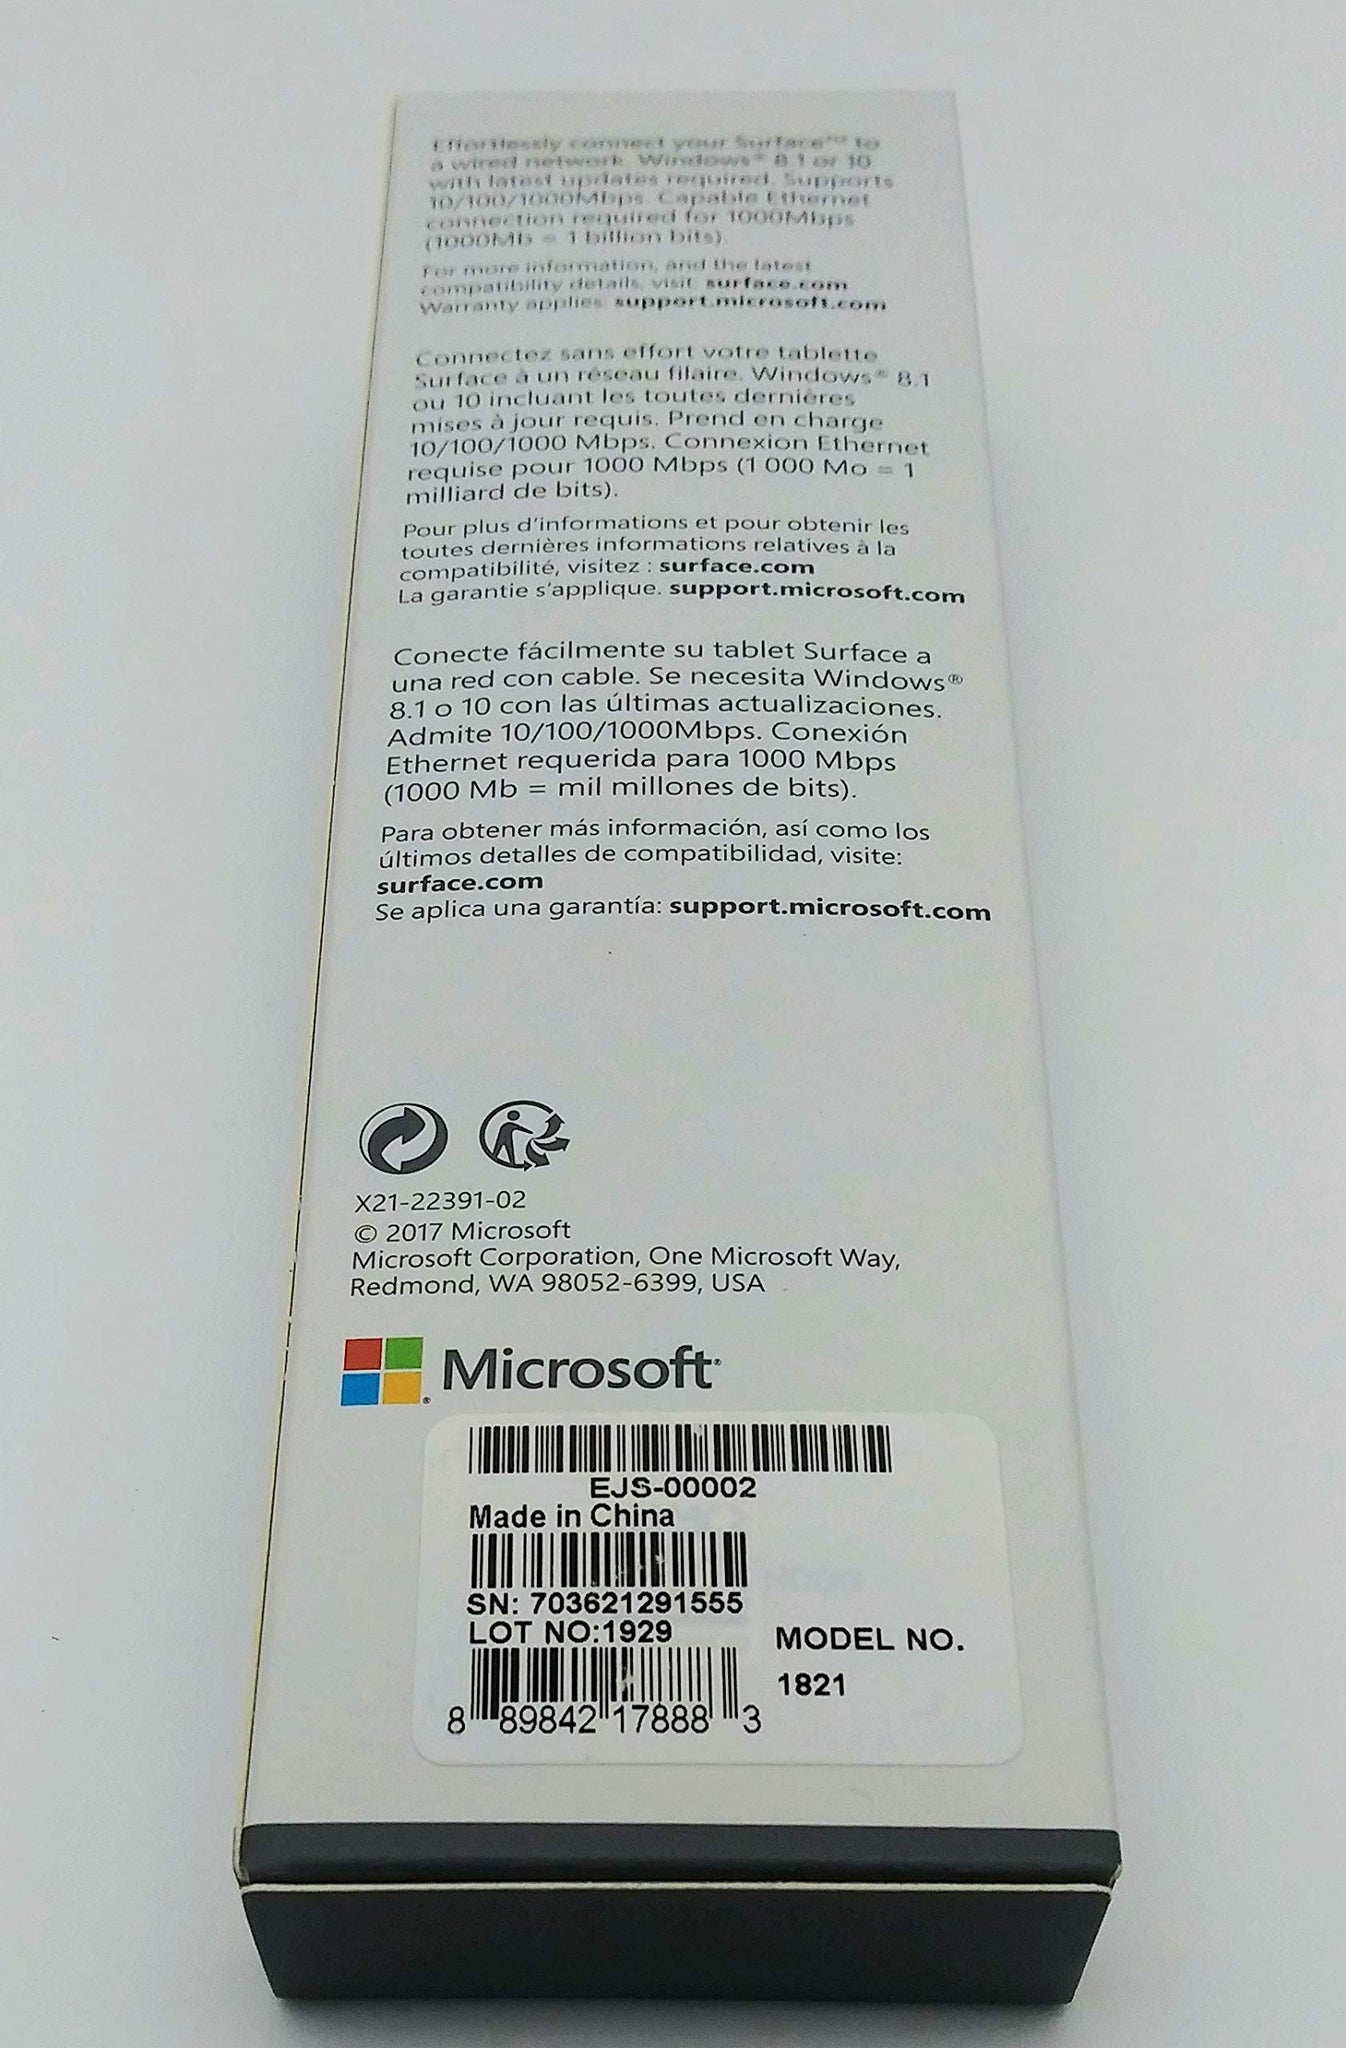 Effortlessly connect your Surface™ to
a wired network. Windows® 8.1 or 10
with latest updates required. Supports
10/100/1000Mbps. Capable Ethernet
connection required for 1000Mbps
(1000Mb = 1 billion bits).
For more information, and the latest
compatibility details, visit: surface.com
Warranty applies: support.microsoft.com
Connectez sans effort votre tablette
Surface à un réseau filaire. Windows® 8.1
ou 10 incluant les toutes dernières
mises à jour requis. Prend en charge
10/100/1000 Mbps. Connexion Ethernet
requise pour 1000 Mbps (1 000 Mo = 1
milliard de bits).
Pour plus d'informations et pour obtenir les
toutes dernières informations relatives à la
compatibilité, visitez : surface.com
La garantie s'applique. support.microsoft.com
Conecte fácilmente su tablet Surface a
una red con cable. Se necesita Windows®
8.1 o 10 con las últimas actualizaciones.
Admite 10/100/1000Mbps. Conexión
Ethernet requerida para 1000 Mbps
(1000 Mb = mil millones de bits).
Para obtener más información, así como los
últimos detalles de compatibilidad, visite:
surface.com
Se aplica una garantía: support.microsoft.com
X21-22391-02
© 2017 Microsoft
Microsoft Corporation, One Microsoft Way,
Redmond, WA 98052-6399, USA
Microsoft
EJS-00002
Made in China
SN: 703621291555
LOT NO:1929
MODEL NO.
1821
8 89842 17888 3